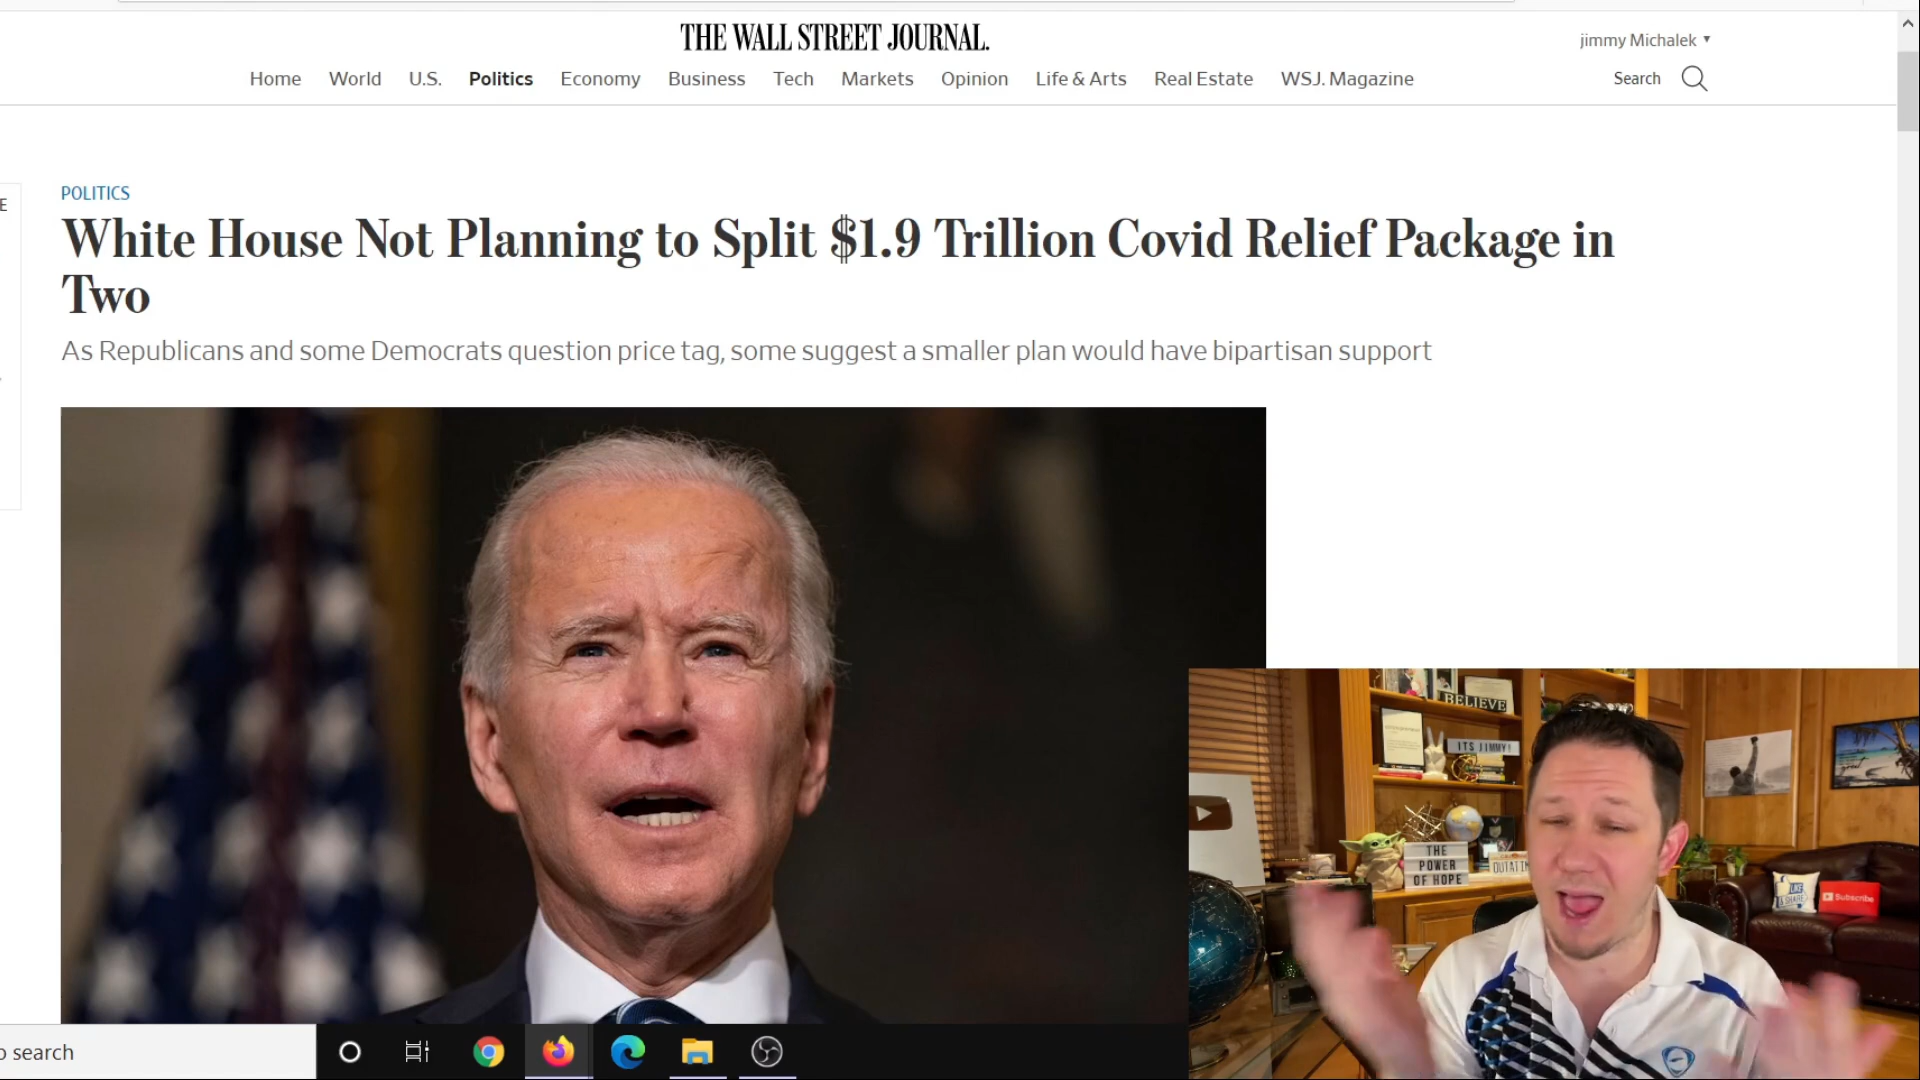 THE WALL STREET JOURNAL.
jimmy Michalek
Home World U.S. Politics Economy Business Tech Markets Opinion Life & Arts Real Estate WSJ. Magazine
Search
E
POLITICS
White House Not Planning to Split $1.9 Trillion Covid Relief Package in
Two
As Republicans and some Democrats question price tag, some suggest a smaller plan would have bipartisan support
BELIEVE
ITS JIMMY!
THE
POWER
OF HOPE
OUTATIN
LIKE
& SHARE
Subscribe
o search